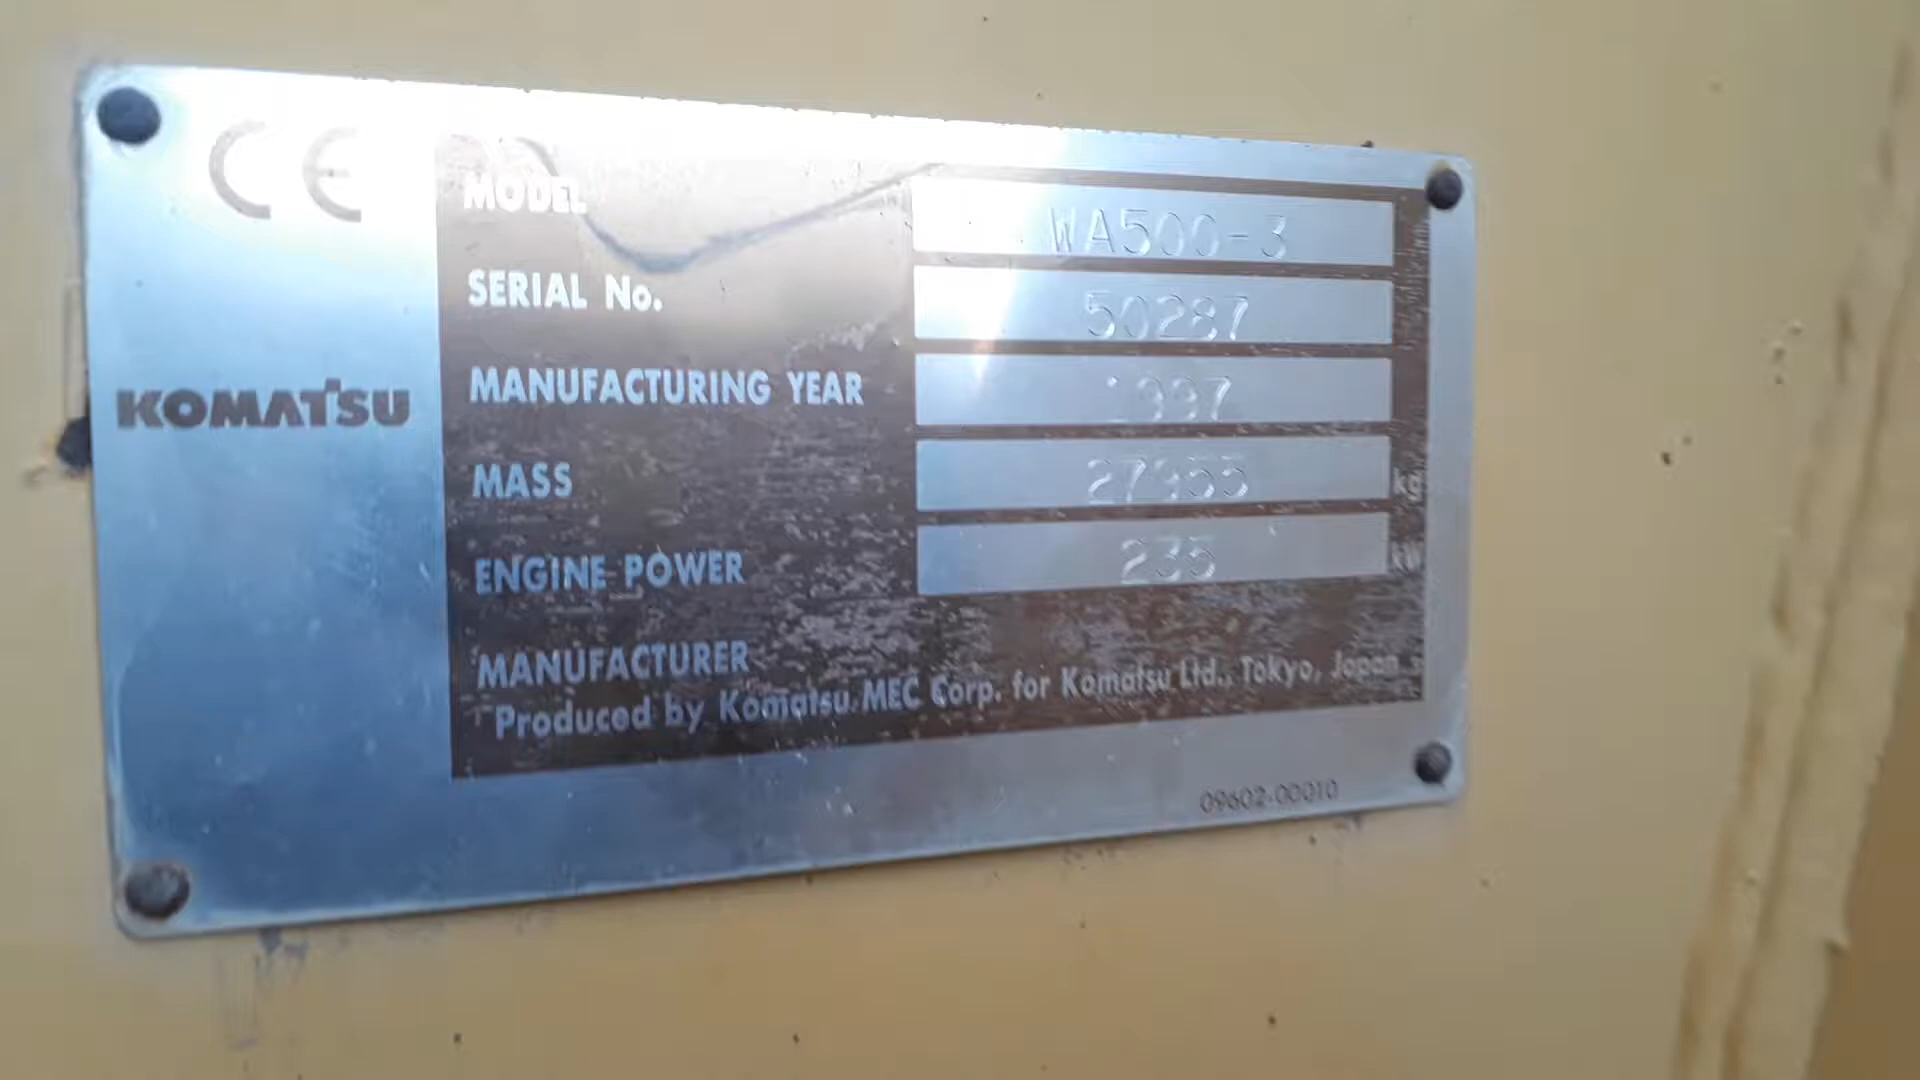 CE
MODEL WA500-3
SERIAL No. 50287
MANUFACTURING YEAR 1997
KOMATSU
MASS 27955 kg
ENGINE POWER 235 kW
MANUFACTURER
Produced by Komatsu MEC Corp. for Komatsu Ltd., Tokyo, Japan
09602-00010